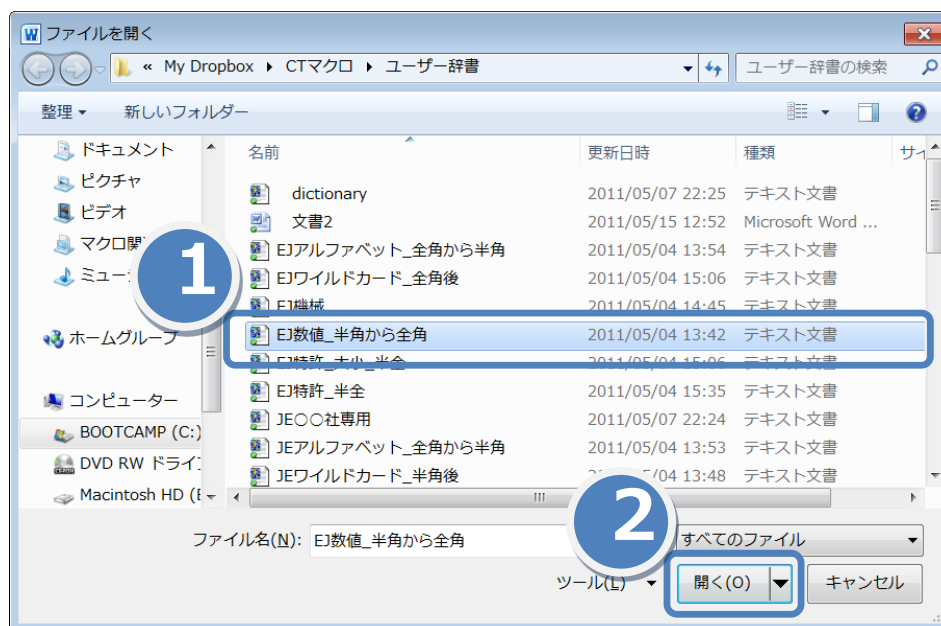 ファイルを開く
« My Dropbox ▸ CTマクロ ▸ ユーザー辞書
ユーザー辞書の検索
整理 新しいフォルダー
名前 更新日時 種類
ドキュメント
ピクチャ
ビデオ
ホームグループ
コンピューター
BOOTCAMP (C:)
DVD RW
Macintosh HD
dictionary 2011/05/07 22:25 テキスト文書
文書2 2011/05/15 12:52 Microsoft Word ...
EJアルファベット_全角から半角 2011/05/04 13:54 テキスト文書
EJワイルドカード_全角後 2011/05/04 15:06 テキスト文書
EJ機械 2011/05/04 14:45 テキスト文書
EJ数値_半角から全角 2011/05/04 13:42 テキスト文書
EJ特許_大小_半全 2011/05/04 15:06 テキスト文書
EJ特許_半全 2011/05/04 15:35 テキスト文書
JE○○社専用 2011/05/07 22:24 テキスト文書
JEアルファベット_全角から半角 2011/05/04 13:53 テキスト文書
JEワイルドカード_半角後 13:48 テキスト文書
1
2
ファイル名(N): EJ数値_半角から全角 すべてのファイル
ツール(L) 開く(O) キャンセル